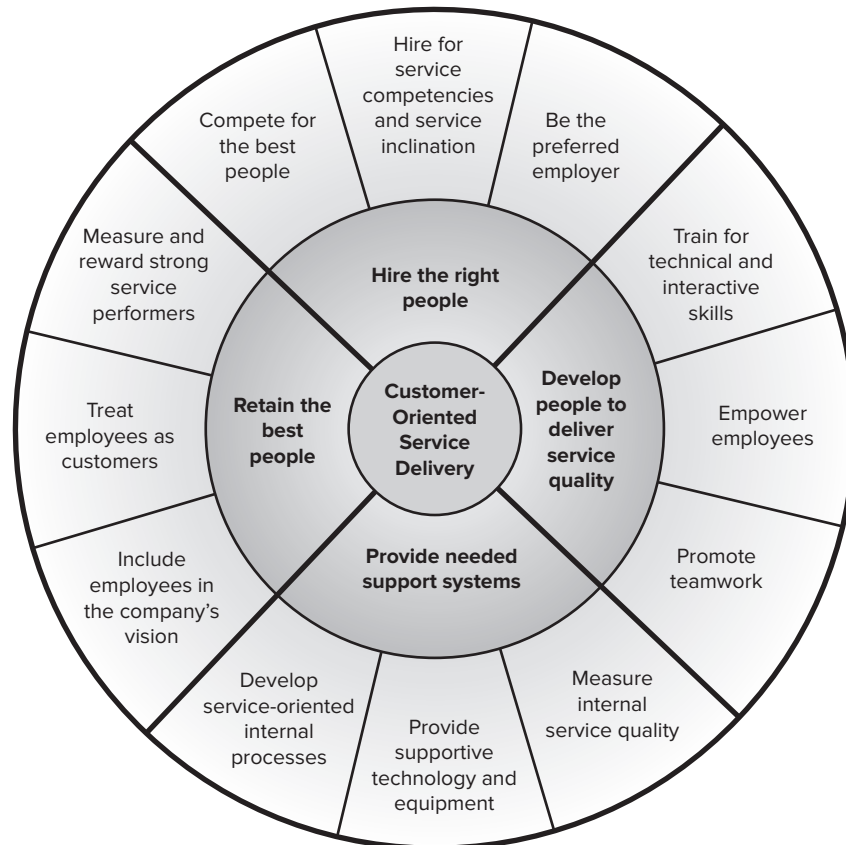 Hire for
service
competencies
and service
inclination
Compete for
the best
people
Be the
preferred
employer
Measure and
reward strong
service
performers
Train for
technical and
interactive
skills
Hire the right
people
Treat
employees as
customers
Retain the
best
people
Customer-
Oriented
Service
Delivery
Develop
people to
deliver
service
quality
Empower
employees
Include
employees in
the company’s
vision
Provide needed
support systems
Promote
teamwork
Develop
service-oriented
internal
processes
Provide
supportive
technology and
equipment
Measure
internal
service quality